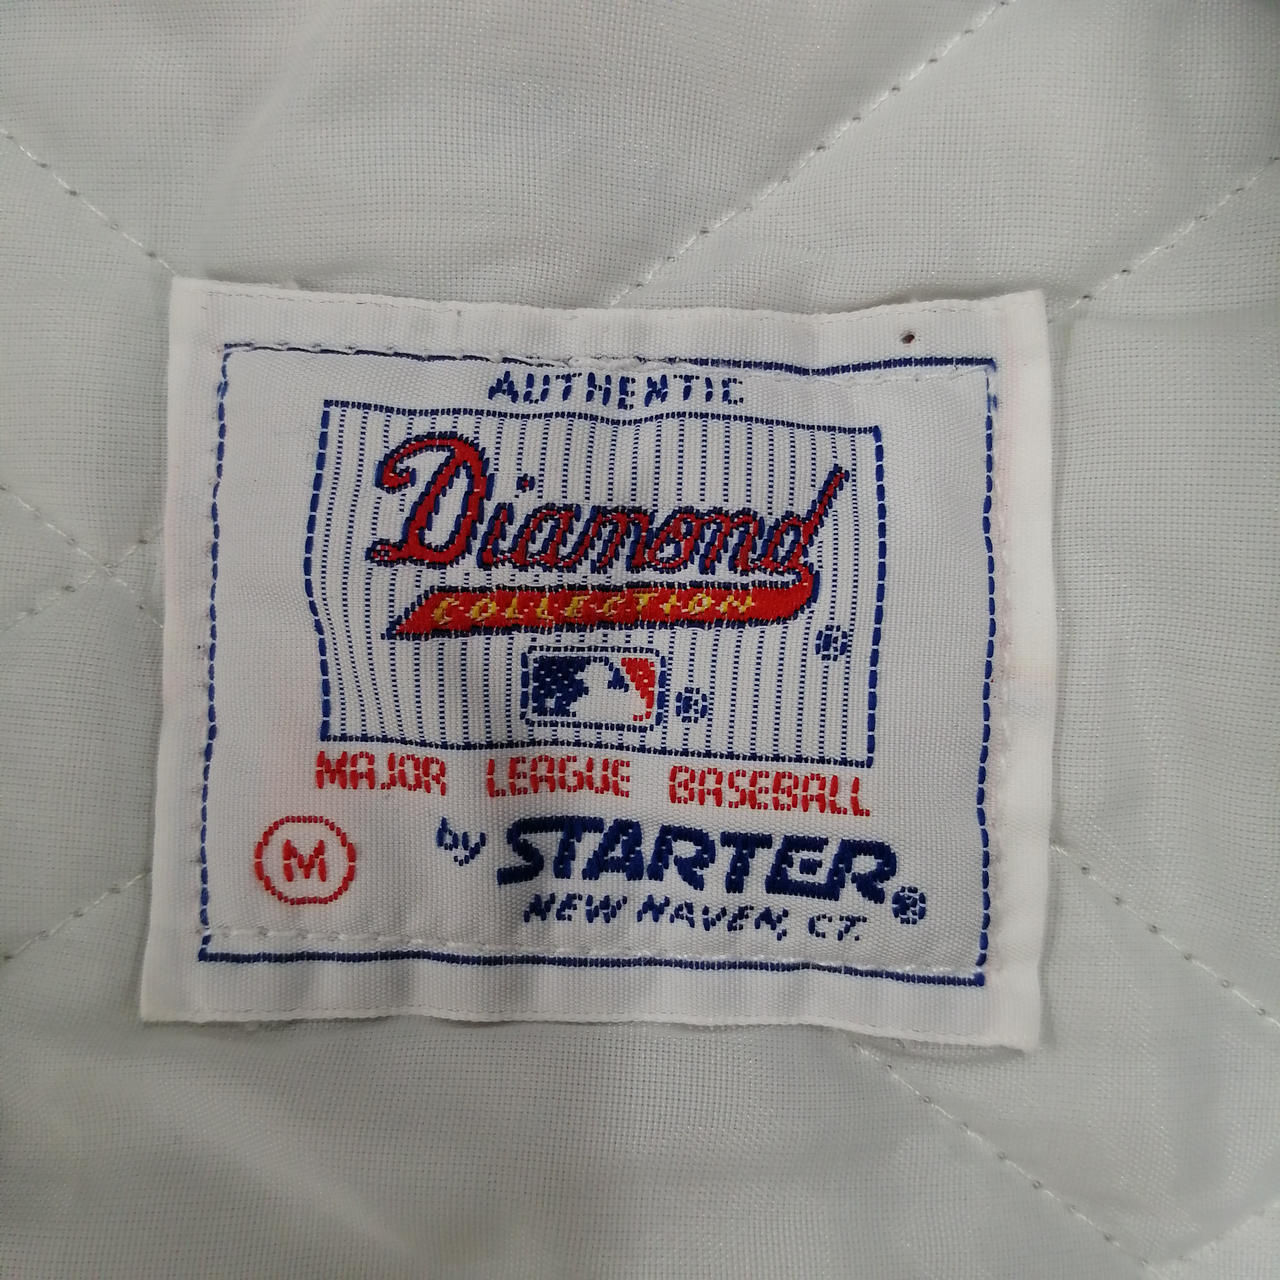 AUTHENTIC
Diamond
COLLECTION ®
®
MAJOR LEAGUE BASEBALL
M
by STARTER®
NEW HAVEN, CT.